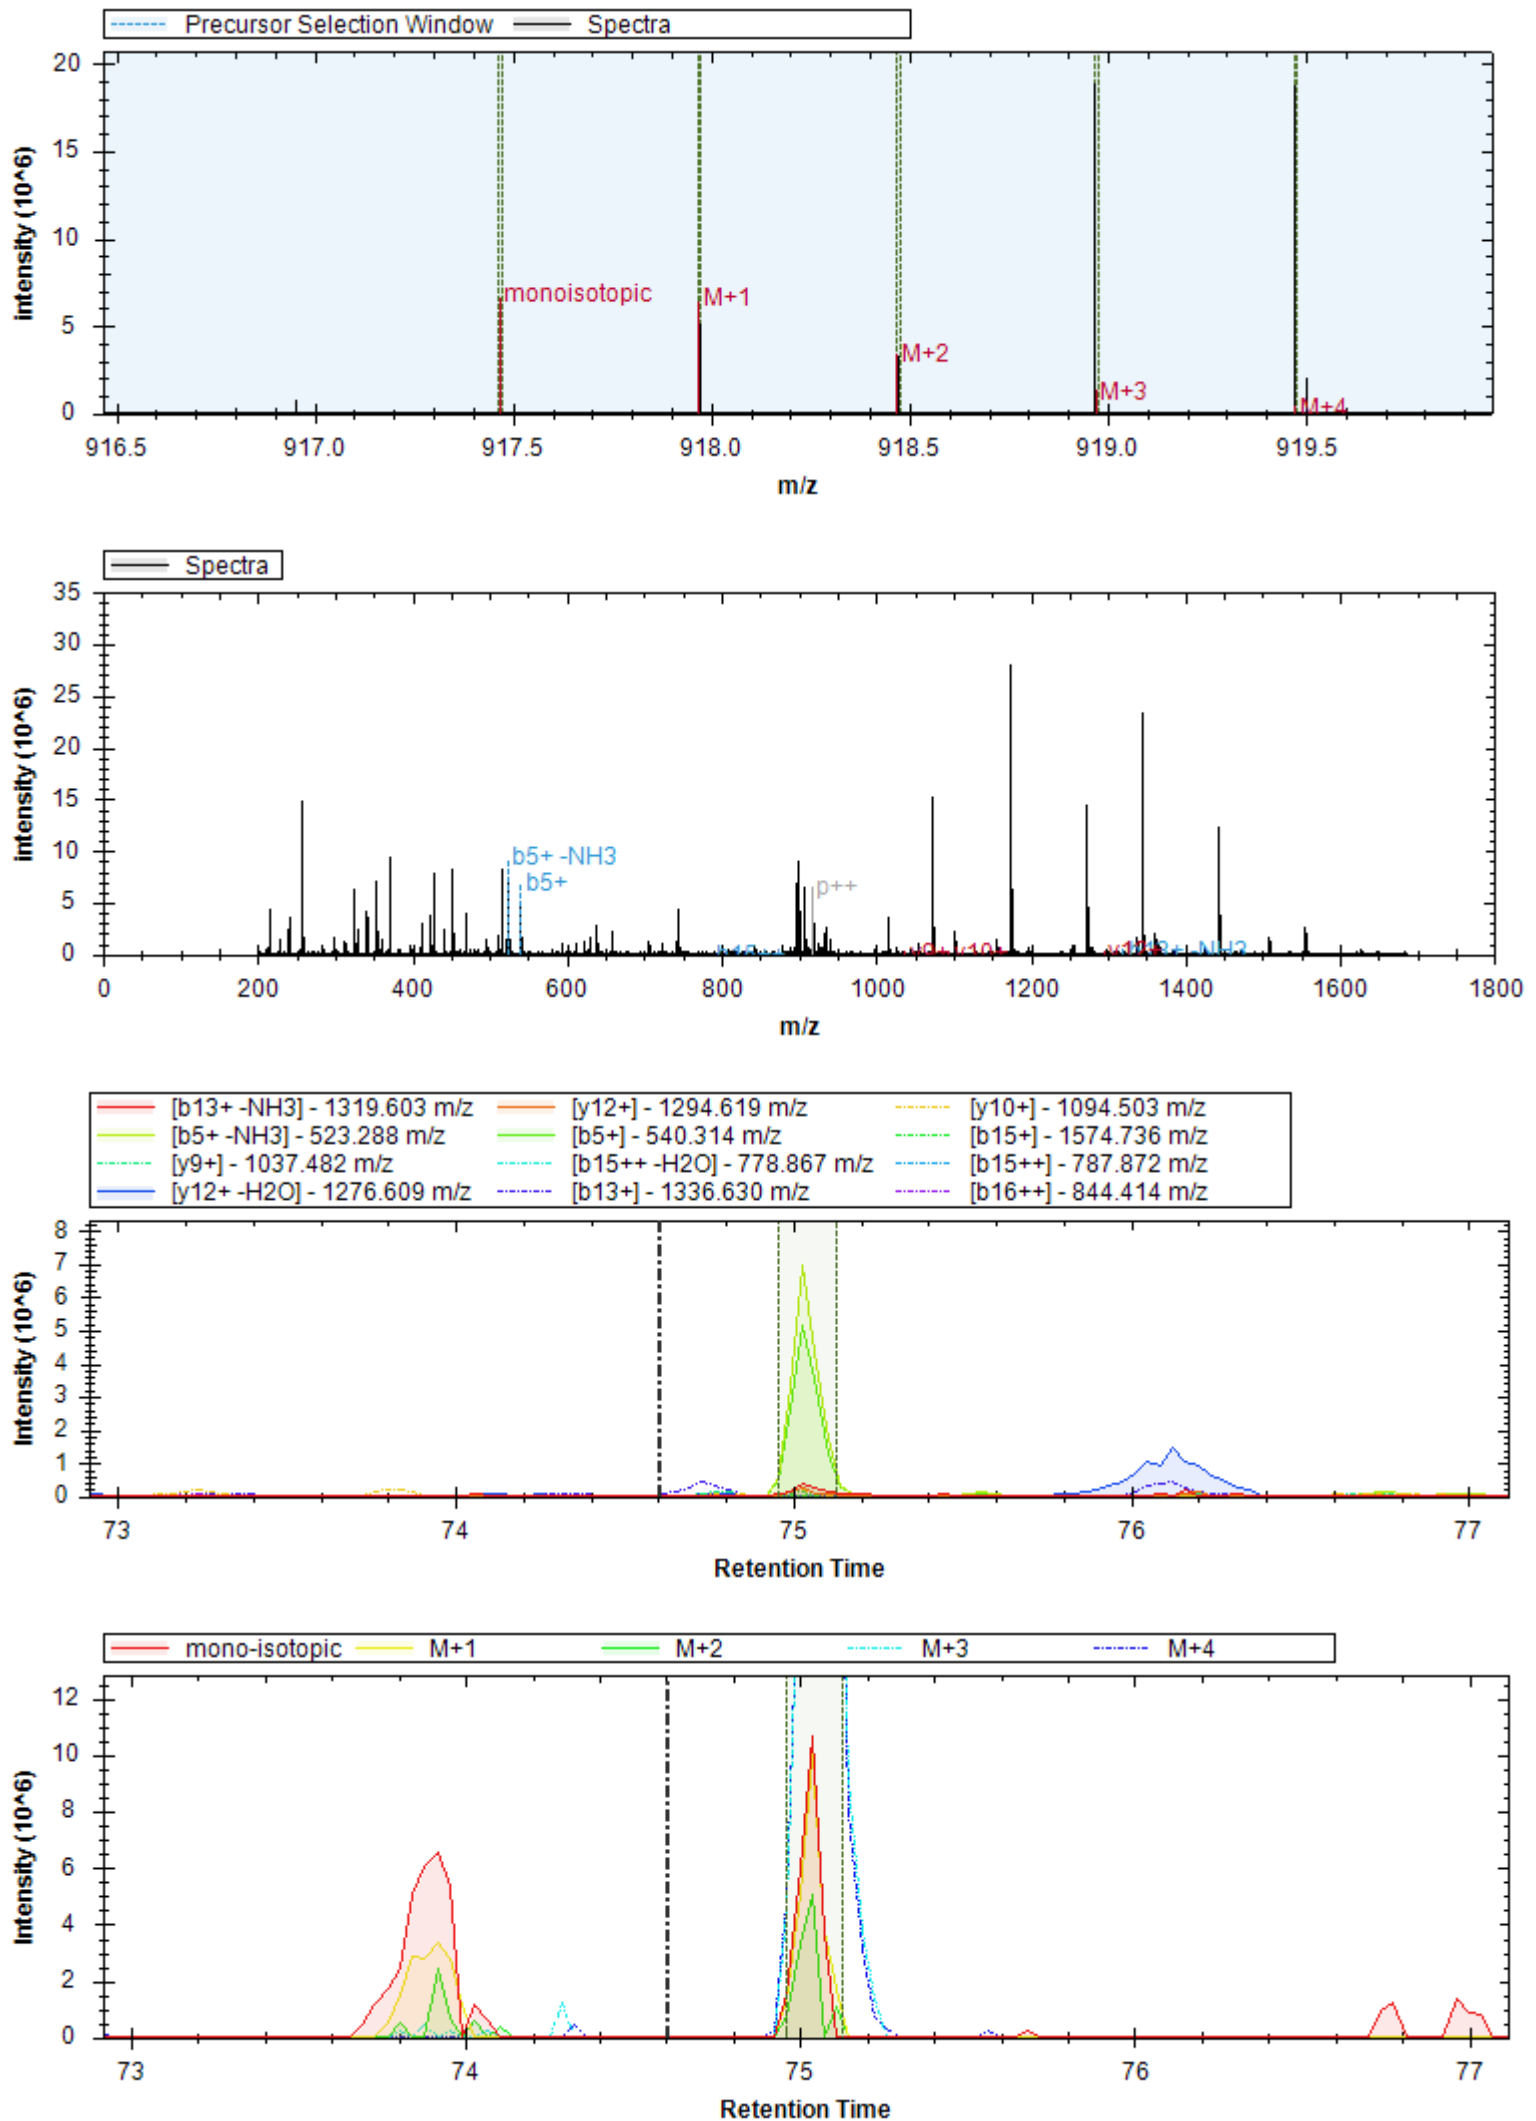 Precursor Selection Window Spectra
20
15
10
5
0
intensity (10^6)
monoisotopic
M+1
M+2
M+3
M+4
916.5 917.0 917.5 918.0 918.5 919.0 919.5
m/z
Spectra
35
30
25
20
15
10
5
0
intensity (10^6)
b5+ -NH3
b5+
p++
0 200 400 600 800 1000 1200 1400 1600 1800
m/z
[b13+ -NH3] - 1319.603 m/z [y12+] - 1294.619 m/z [y10+] - 1094.503 m/z
[b5+ -NH3] - 523.288 m/z [b5+] - 540.314 m/z [b15+] - 1574.736 m/z
[y9+] - 1037.482 m/z [b15++ -H2O] - 778.867 m/z [b15++] - 787.872 m/z
[y12+ -H2O] - 1276.609 m/z [b13+] - 1336.630 m/z [b16++] - 844.414 m/z
8
7
6
5
4
3
2
1
0
Intensity (10^6)
73 74 75 76 77
Retention Time
mono-isotopic M+1 M+2 M+3 M+4
12
10
8
6
4
2
0
Intensity (10^6)
73 74 75 76 77
Retention Time